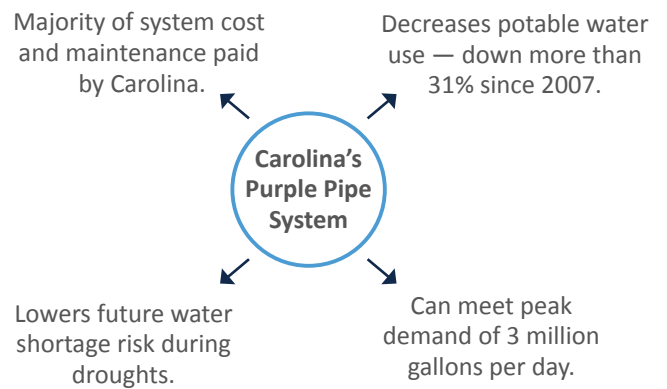 Majority of system cost
and maintenance paid
by Carolina.
Decreases potable water
use — down more than
31% since 2007.
Carolina’s
Purple Pipe
System
Lowers future water
shortage risk during
droughts.
Can meet peak
demand of 3 million
gallons per day.